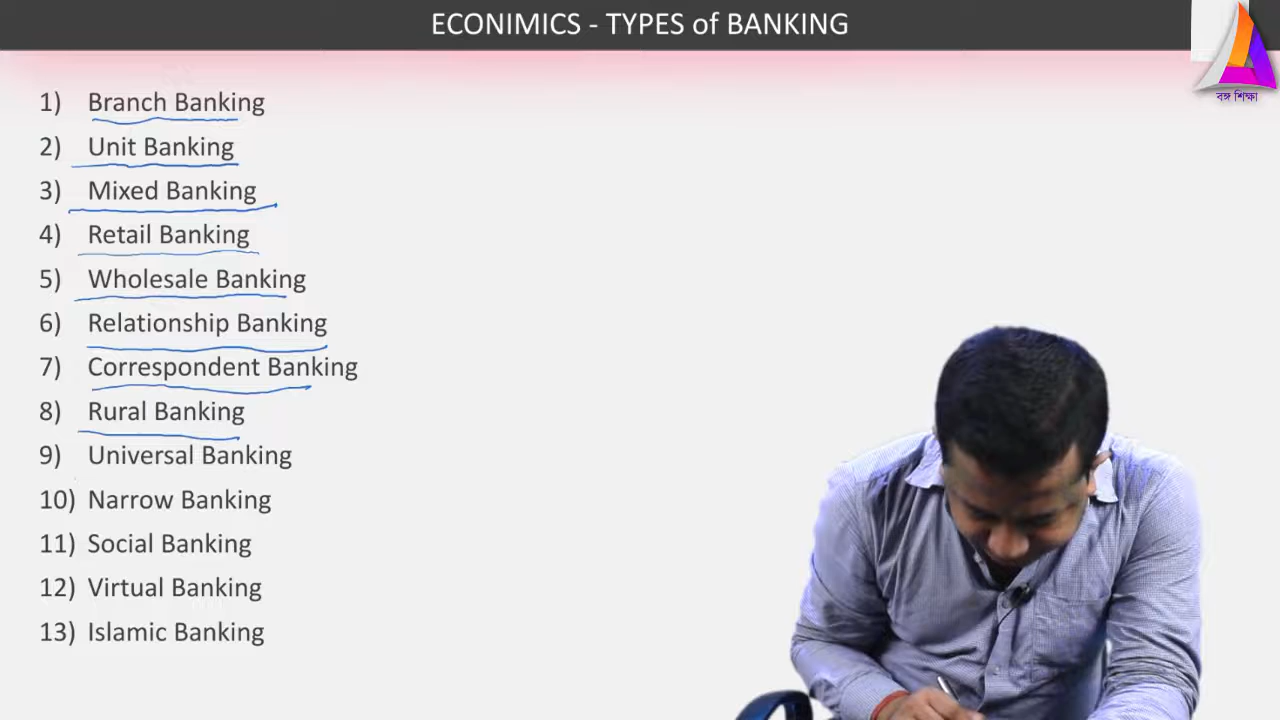 ECONIMICS - TYPES of BANKING
বঙ্গ শিক্ষা
1) Branch Banking
2) Unit Banking
3) Mixed Banking
4) Retail Banking
5) Wholesale Banking
6) Relationship Banking
7) Correspondent Banking
8) Rural Banking
9) Universal Banking
10) Narrow Banking
11) Social Banking
12) Virtual Banking
13) Islamic Banking